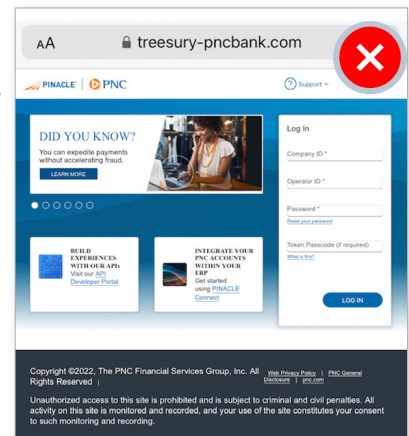 AA treesury-pncbank.com
PINACLE® PNC
Support
DID YOU KNOW?
You can expedite payments
without accelerating fraud.
LEARN MORE
BUILD
EXPERIENCES
WITH OUR APIs
Visit our API
Developer Portal
INTEGRATE YOUR
PNC ACCOUNTS
WITHIN YOUR
ERP
Get started
using PINACLE
Connect
Log In
Company ID *
Operator ID *
Password *
Reset your password
Token Passcode (if required)
What is this?
LOG IN
Copyright ©2022, The PNC Financial Services Group, Inc. All
Rights Reserved |
Web Privacy Policy | PNC General
Disclosure | pnc.com
Unauthorized access to this site is prohibited and is subject to criminal and civil penalties. All
activity on this site is monitored and recorded, and your use of the site constitutes your consent
to such monitoring and recording.